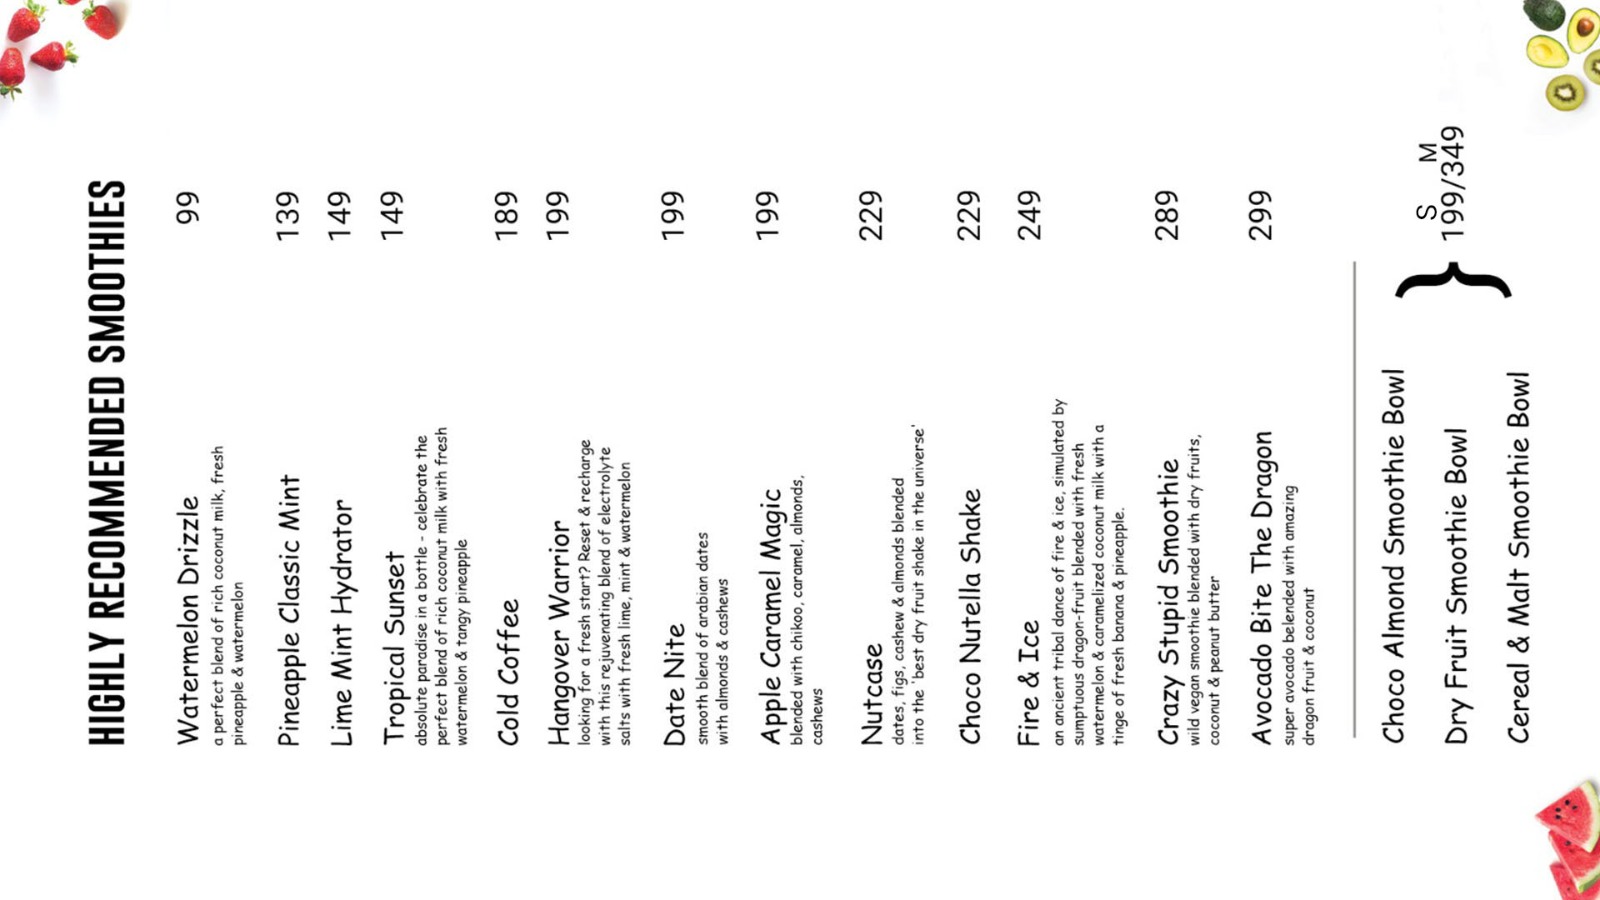 HIGHLY RECOMMENDED SMOOTHIES
Watermelon Drizzle 99
a perfect blend of rich coconut milk, fresh
pineapple & watermelon
Pineapple Classic Mint 139
Lime Mint Hydrator 149
Tropical Sunset 149
absolute paradise in a bottle - celebrate the
perfect blend of rich coconut milk with fresh
watermelon & tangy pineapple
Cold Coffee 189
Hangover Warrior 199
looking for a fresh start? Reset & recharge
with this rejuvenating blend of electrolyte
salts with fresh lime, mint & watermelon
Date Nite 199
smooth blend of arabian dates
with almonds & cashews
Apple Caramel Magic 199
blended with chikoo, caramel, almonds,
cashews
Nutcase 229
dates, figs, cashew & almonds blended
into the 'best dry fruit shake in the universe'
Choco Nutella Shake 229
Fire & Ice 249
an ancient tribal dance of fire & ice, simulated by
sumptuous dragon-fruit blended with fresh
watermelon & caramelized coconut milk with a
tinge of fresh banana & pineapple.
Crazy Stupid Smoothie 289
wild vegan smoothie blended with dry fruits,
coconut & peanut butter
Avocado Bite The Dragon 299
super avocado belended with amazing
dragon fruit & coconut
Choco Almond Smoothie Bowl
S M
Dry Fruit Smoothie Bowl } 199/349
Cereal & Malt Smoothie Bowl